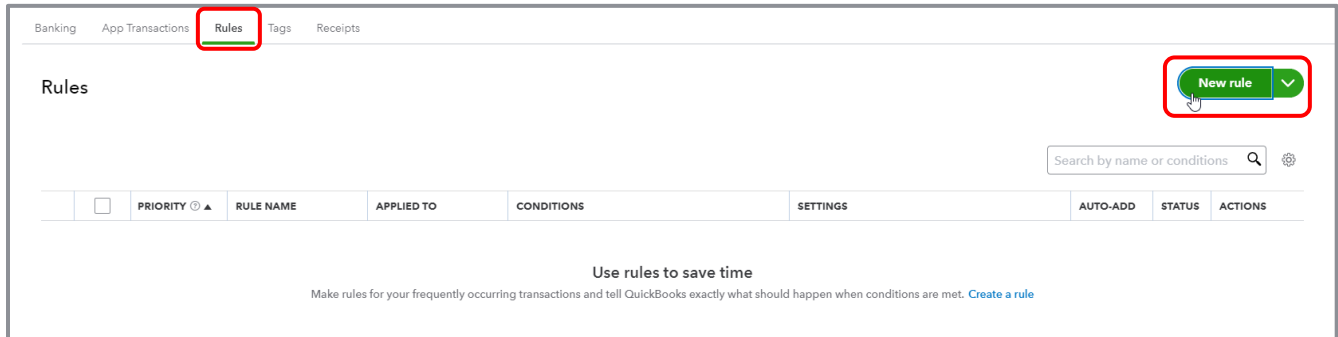 Banking App Transactions Rules Tags Receipts
Rules
New rule
Search by name or conditions
PRIORITY RULE NAME APPLIED TO CONDITIONS SETTINGS AUTO-ADD STATUS ACTIONS
Use rules to save time
Make rules for your frequently occurring transactions and tell QuickBooks exactly what should happen when conditions are met. Create a rule